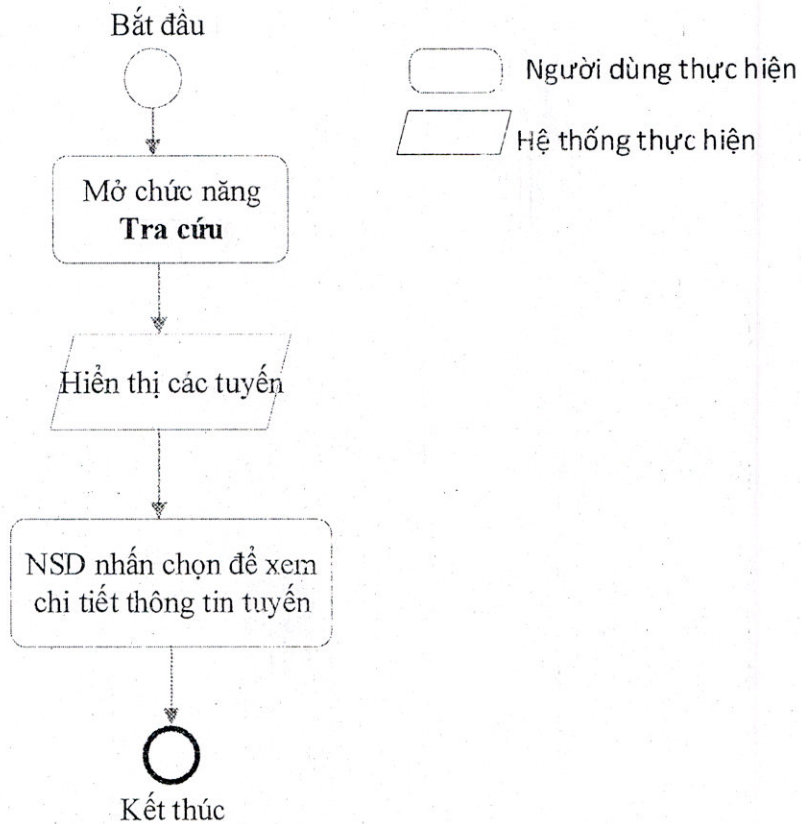 Bắt đầu
Người dùng thực hiện
Hệ thống thực hiện
Mở chức năng
Tra cứu
Hiển thị các tuyến
NSD nhấn chọn để xem
chi tiết thông tin tuyến
Kết thúc